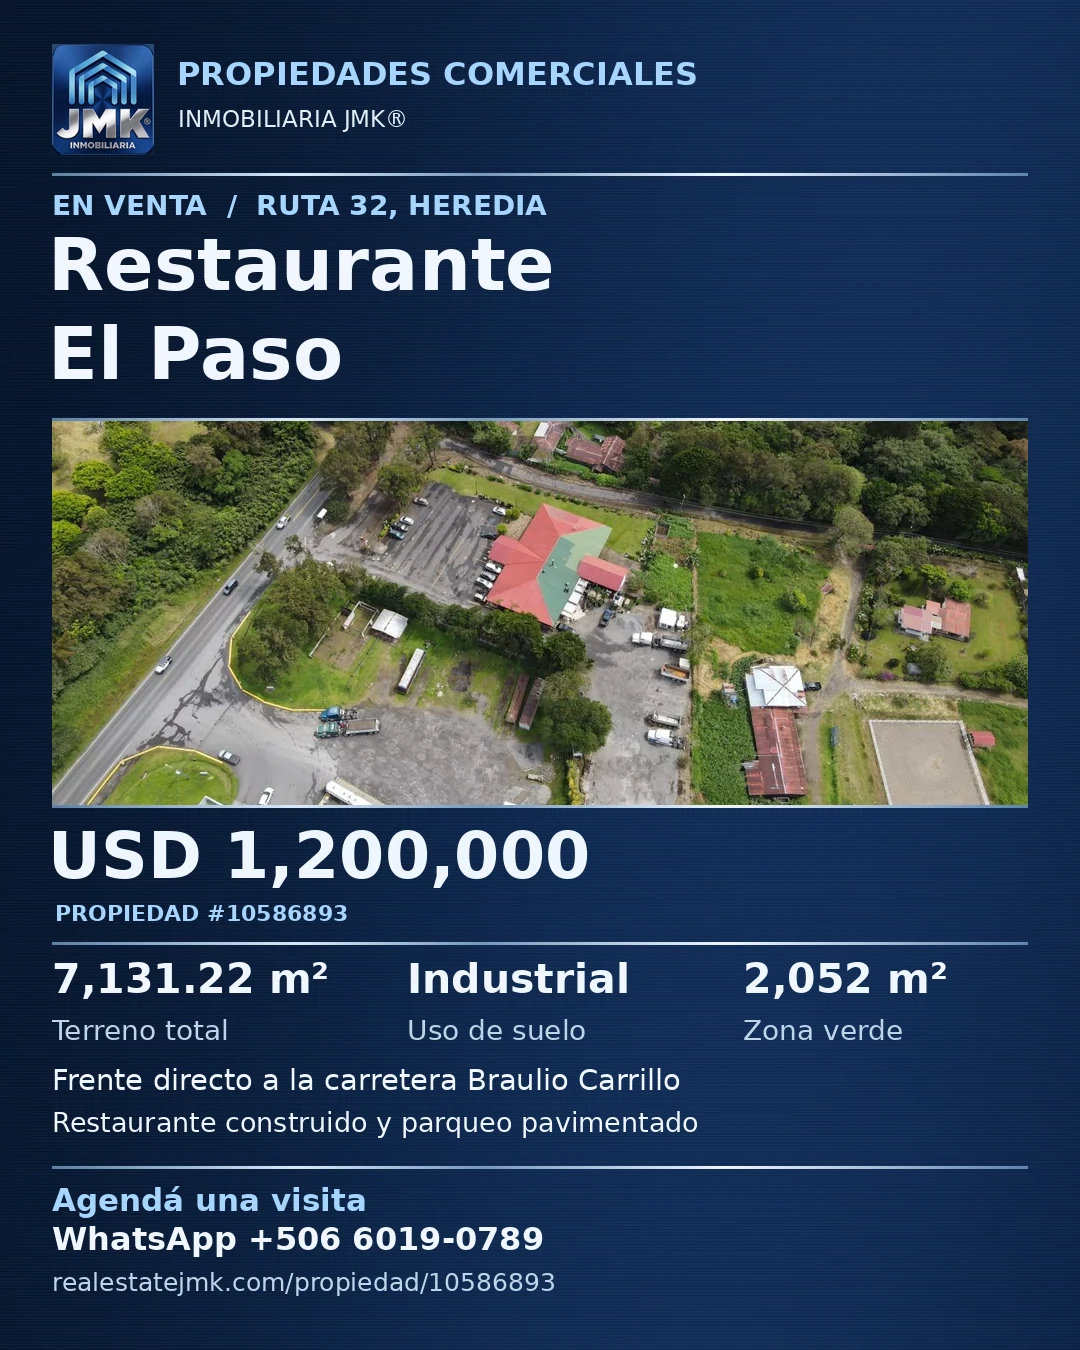 JMK®
INMOBILIARIA
PROPIEDADES COMERCIALES
INMOBILIARIA JMK®
EN VENTA / RUTA 32, HEREDIA
Restaurante
El Paso
USD 1,200,000
PROPIEDAD #10586893
7,131.22 m² Industrial 2,052 m²
Terreno total Uso de suelo Zona verde
Frente directo a la carretera Braulio Carrillo
Restaurante construido y parqueo pavimentado
Agendá una visita
WhatsApp +506 6019-0789
realestatejmk.com/propiedad/10586893